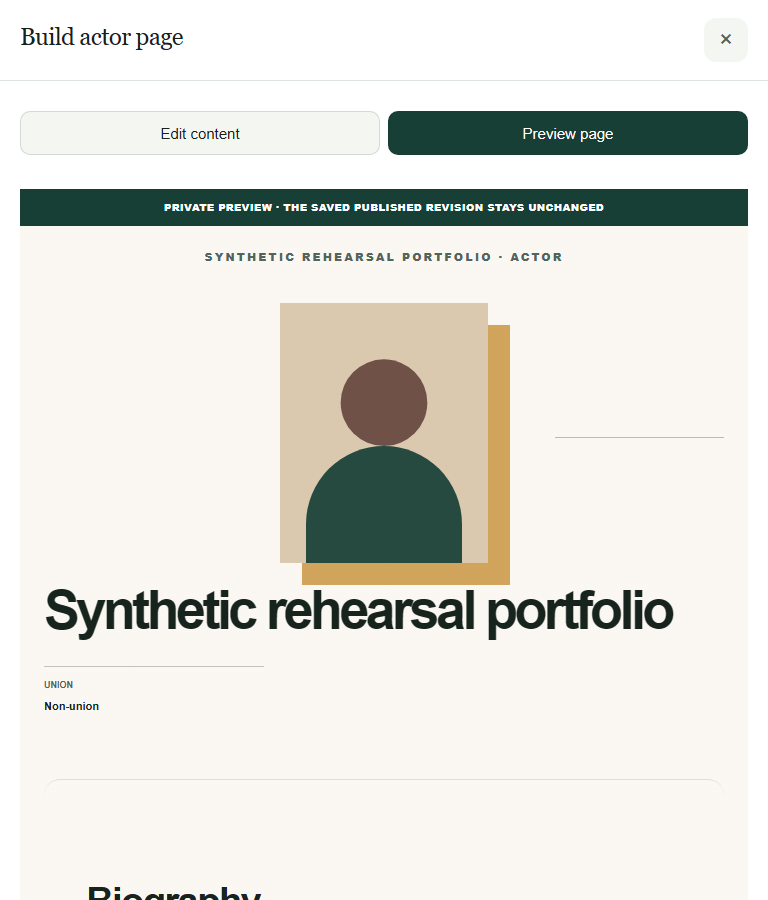 Build actor page
×
Edit content
Preview page
PRIVATE PREVIEW · THE SAVED PUBLISHED REVISION STAYS UNCHANGED
SYNTHETIC REHEARSAL PORTFOLIO · ACTOR
Synthetic rehearsal portfolio
UNION
Non-union
Biography